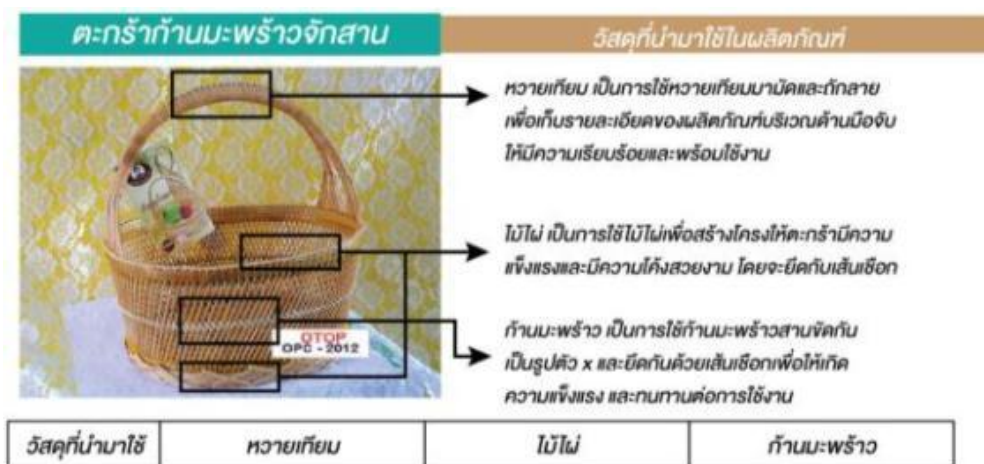 ตะกร้าก้านมะพร้าวจักสาน
วัสดุที่นำมาใช้ในผลิตภัณฑ์
หวายเทียม เป็นการใช้หวายเทียมมามัดและถักลาย
เพื่อเก็บรายละเอียดของผลิตภัณฑ์บริเวณด้ามมือจับ
ให้มีความเรียบร้อยและพร้อมใช้งาน
ไม้ไผ่ เป็นการใช้ไม้ไผ่เพื่อสร้างโครงให้ตะกร้ามีความ
แข็งแรงและมีความโค้งสวยงาม โดยจะยึดกับเส้นเชือก
ก้านมะพร้าว เป็นการใช้ก้านมะพร้าวสานขัดกัน
เป็นรูปตัว x และยึดกันด้วยเส้นเชือกเพื่อให้เกิด
ความแข็งแรง และทนทานต่อการใช้งาน
OTOP
OPC - 2012
วัสดุที่นำมาใช้ หวายเทียม ไม้ไผ่ ก้านมะพร้าว